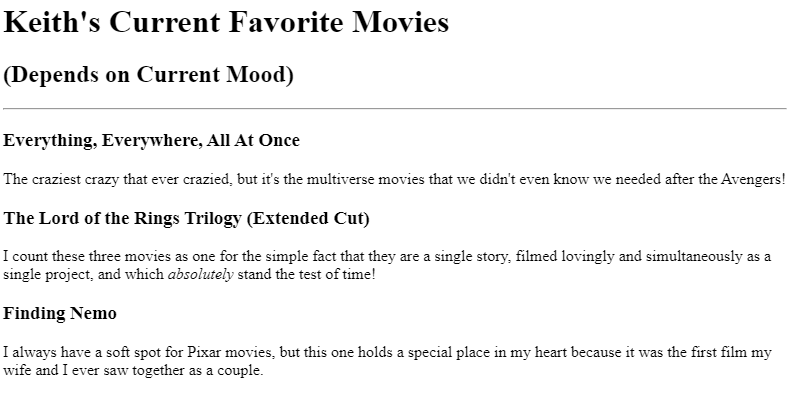 Keith's Current Favorite Movies
(Depends on Current Mood)
Everything, Everywhere, All At Once
The craziest crazy that ever crazied, but it's the multiverse movies that we didn't even know we needed after the Avengers!
The Lord of the Rings Trilogy (Extended Cut)
I count these three movies as one for the simple fact that they are a single story, filmed lovingly and simultaneously as a
single project, and which absolutely stand the test of time!
Finding Nemo
I always have a soft spot for Pixar movies, but this one holds a special place in my heart because it was the first film my
wife and I ever saw together as a couple.